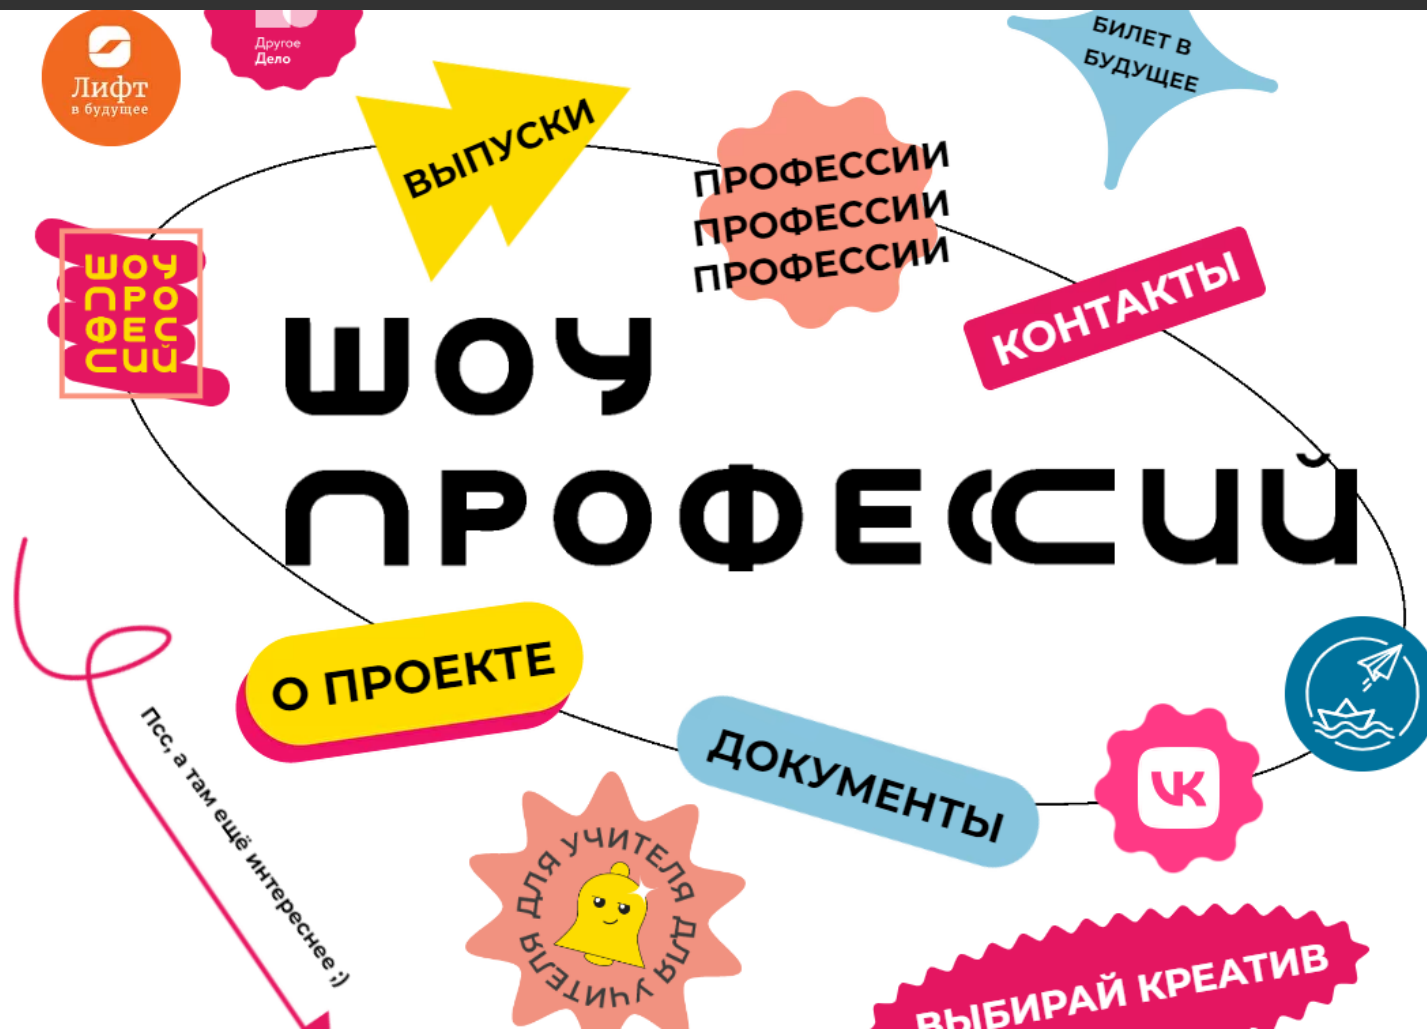 Лифт
в будущее
Другое
Дело
БИЛЕТ В
БУДУЩЕЕ
ВЫПУСКИ
ПРОФЕССИИ
ПРОФЕССИИ
ПРОФЕССИИ
КОНТАКТЫ
ШОУ
ПРО
ФЕС
СИЙ
ШОУ
ПРОФЕССИЙ
О ПРОЕКТЕ
ДОКУМЕНТЫ
VK
Псс, а там ещё интереснее ;)
ДЛЯ УЧИТЕЛЯ ДЛЯ УЧИТЕЛЯ
ВЫБИРАЙ КРЕАТИВ